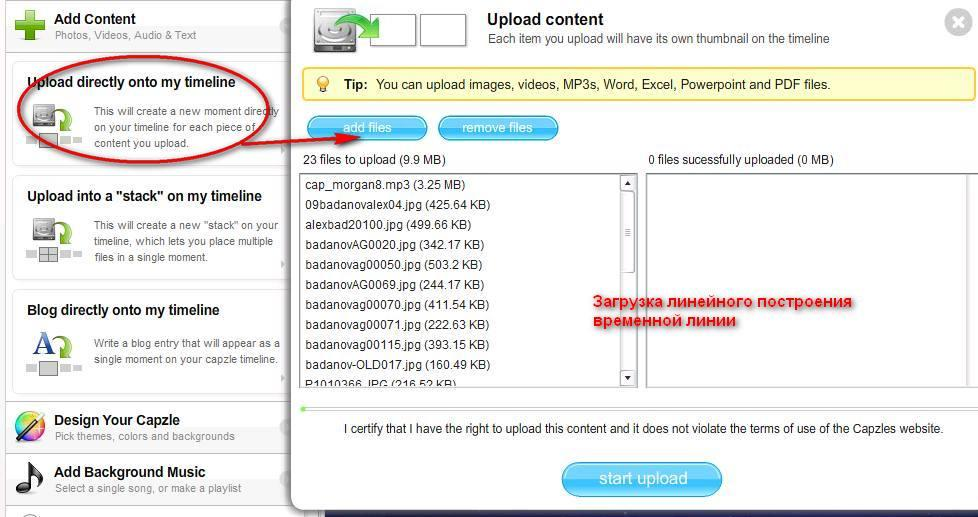 Add Content
Photos, Videos, Audio & Text
Upload directly onto my timeline
This will create a new moment directly
on your timeline for each piece of
content you upload.
Upload into a "stack" on my timeline
This will create a new "stack" on your
timeline, which lets you place multiple
files in a single moment.
Blog directly onto my timeline
A
Write a blog entry that will appear as a
single moment on your capzle timeline.
Design Your Capzle
Pick themes, colors and backgrounds
Add Background Music
Select a single song, or make a playlist
Upload content
Each item you upload will have its own thumbnail on the timeline
Tip: You can upload images, videos, MP3s, Word, Excel, Powerpoint and PDF files.
add files
remove files
23 files to upload (9.9 MB)
0 files sucessfully uploaded (0 MB)
cap_morgan8.mp3 (3.25 MB)
09badanovalex04.jpg (425.64 KB)
alexbad20100.jpg (499.66 KB)
badanovAG0020.jpg (342.17 KB)
badanovag00050.jpg (503.2 KB)
badanovAG0069.jpg (244.17 KB)
badanovag00070.jpg (411.54 KB)
badanovag00071.jpg (222.63 KB)
badanovag00115.jpg (393.15 KB)
badanov-OLD017.jpg (160.49 KB)
P1010366.JPG (216.52 KB)
Загрузка линейного построения
временной линии
I certify that I have the right to upload this content and it does not violate the terms of use of the Capzles website.
start upload